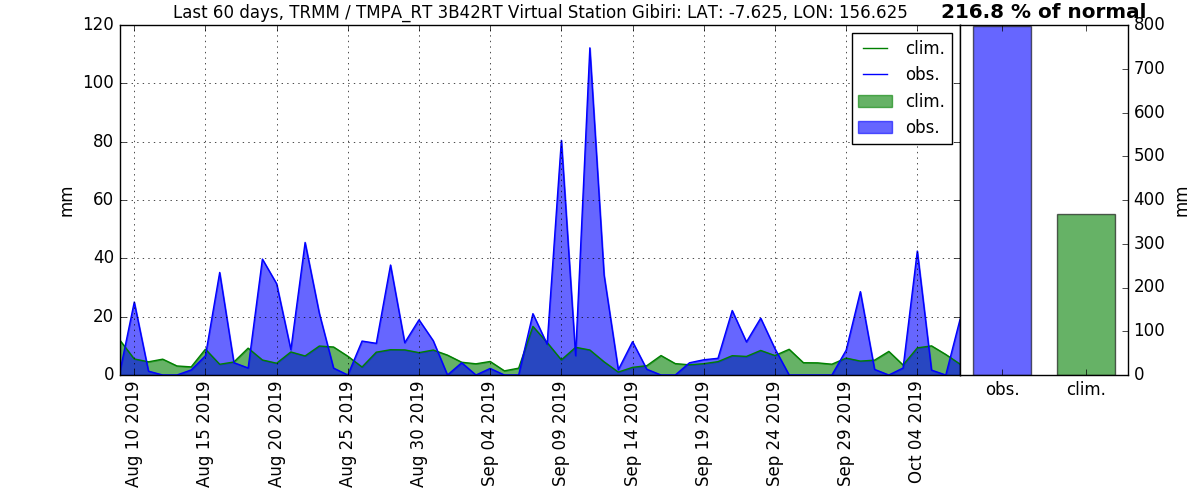 Last 60 days, TRMM / TMPA_RT 3B42RT Virtual Station Gibiri: LAT: -7.625, LON: 156.625
216.8 % of normal
120
100
80
60
40
20
0
mm
clim.
obs.
clim.
obs.
800
700
600
500
400
300
200
100
0
mm
obs.
clim.
Aug 10 2019
Aug 15 2019
Aug 20 2019
Aug 25 2019
Aug 30 2019
Sep 04 2019
Sep 09 2019
Sep 14 2019
Sep 19 2019
Sep 24 2019
Sep 29 2019
Oct 04 2019